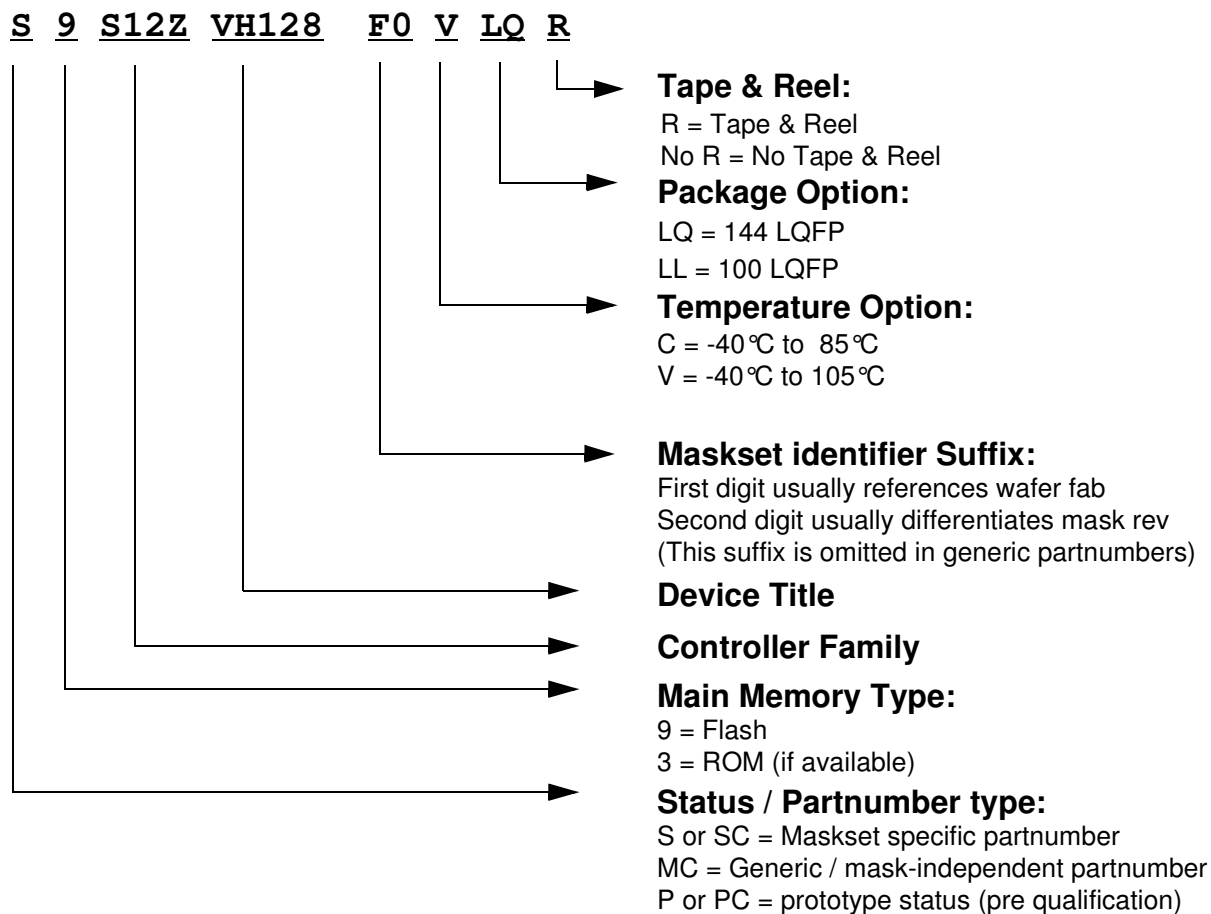 S 9 S12Z VH128 F0 V LQ R
Tape & Reel:
R = Tape & Reel
No R = No Tape & Reel
Package Option:
LQ = 144 LQFP
LL = 100 LQFP
Temperature Option:
C = -40°C to 85°C
V = -40°C to 105°C
Maskset identifier Suffix:
First digit usually references wafer fab
Second digit usually differentiates mask rev
(This suffix is omitted in generic partnumbers)
Device Title
Controller Family
Main Memory Type:
9 = Flash
3 = ROM (if available)
Status / Partnumber type:
S or SC = Maskset specific partnumber
MC = Generic / mask-independent partnumber
P or PC = prototype status (pre qualification)